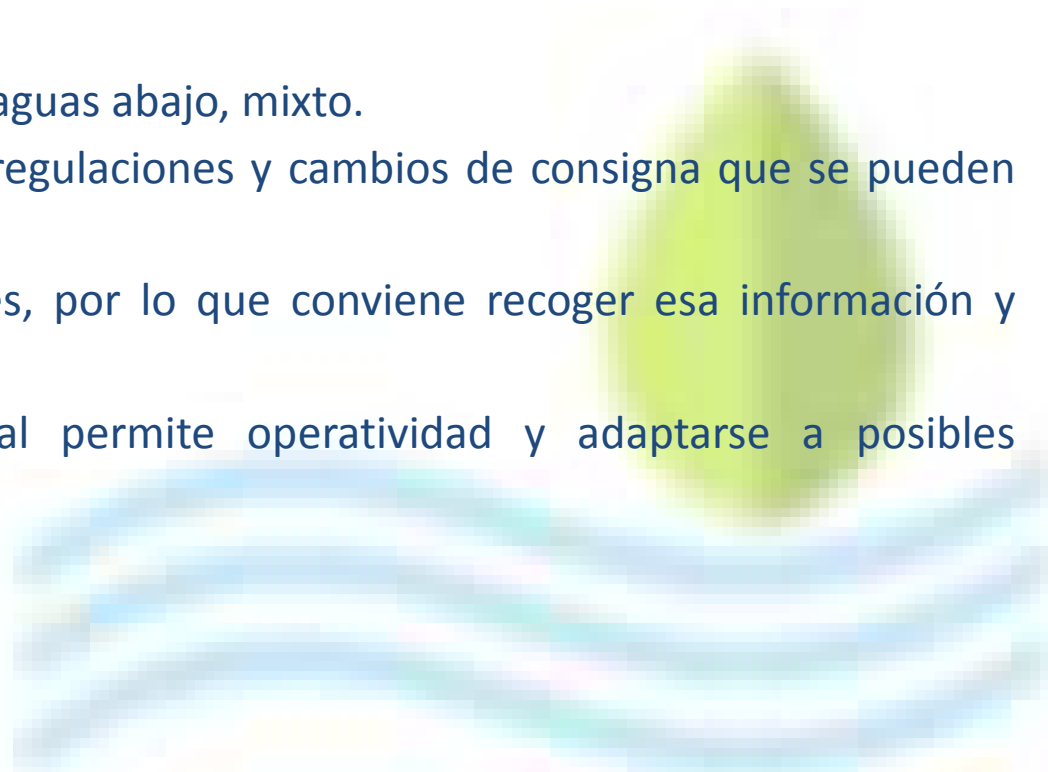 aguas abajo, mixto.
regulaciones y cambios de consigna que se pueden
s, por lo que conviene recoger esa información y
al permite operatividad y adaptarse a posibles